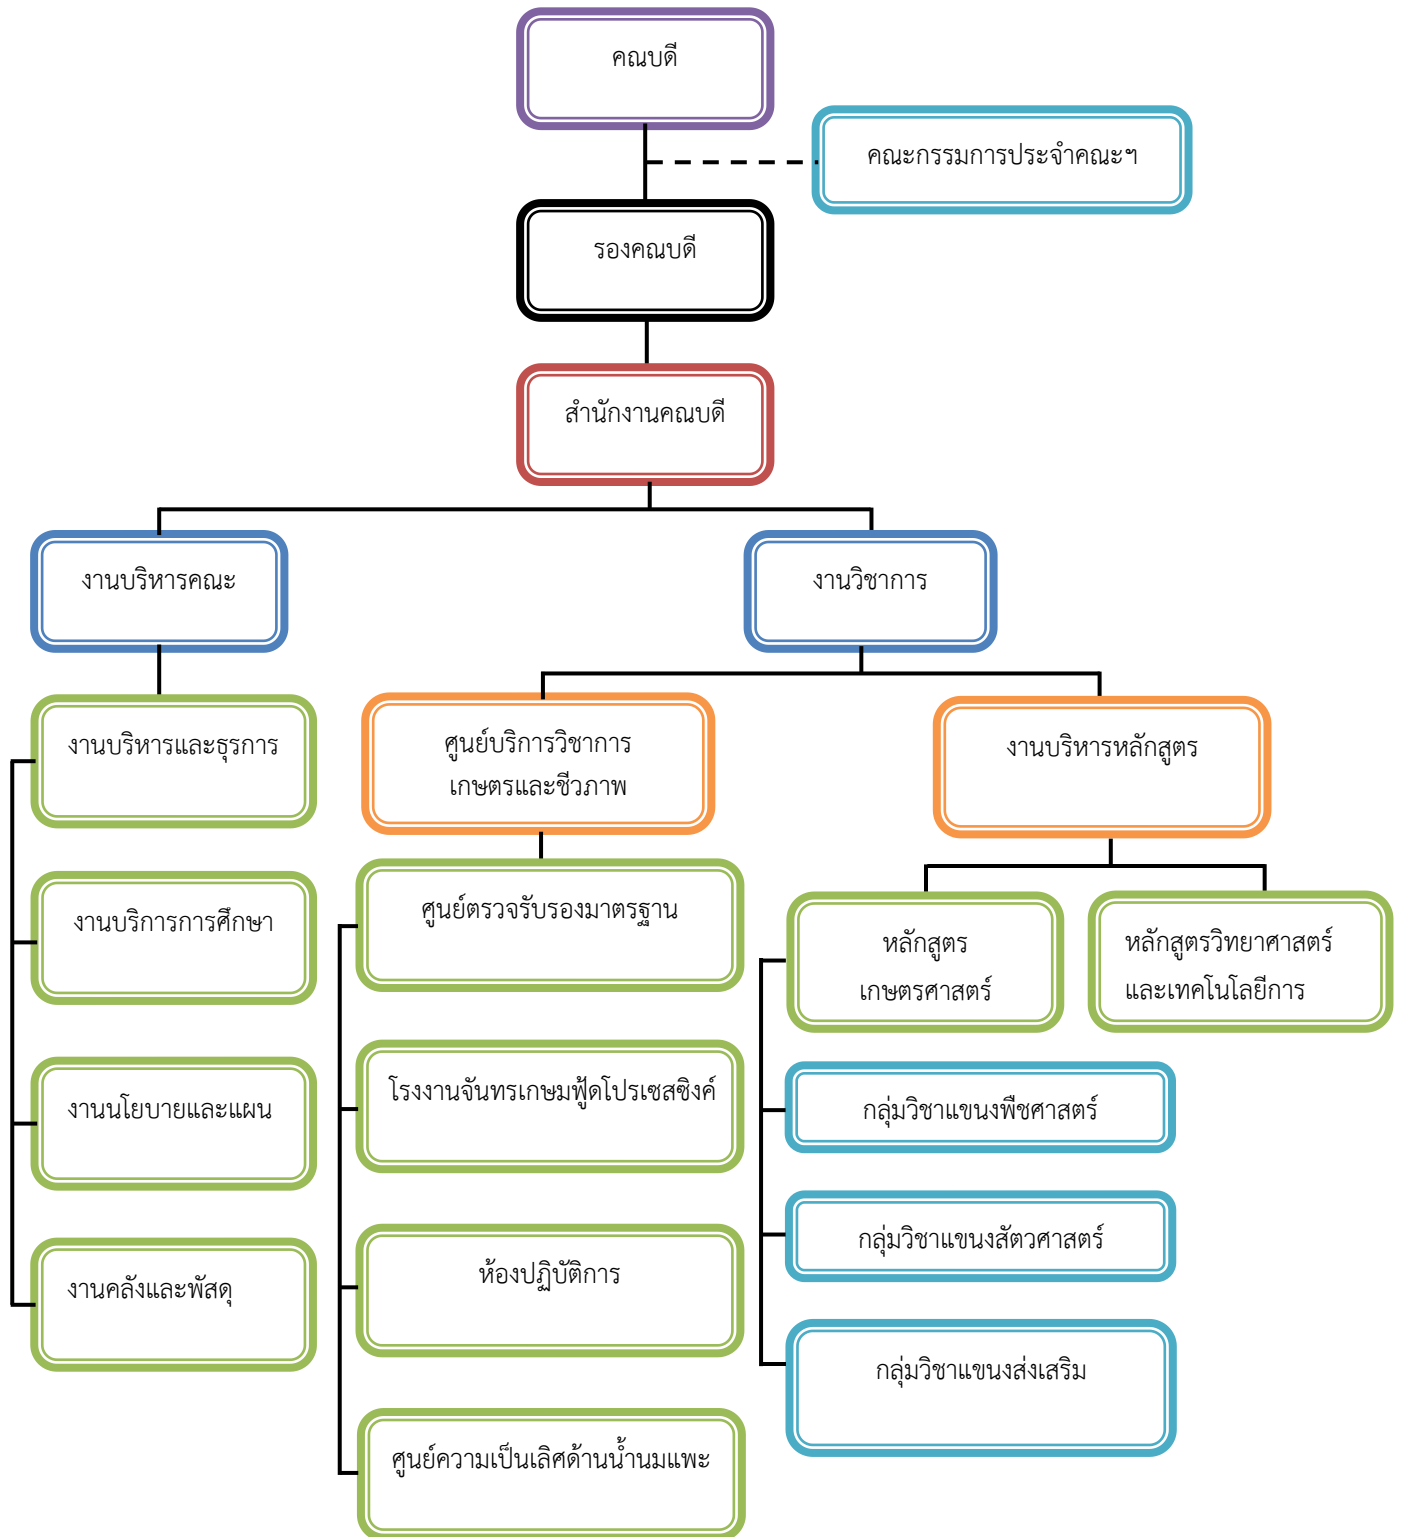 คณบดี
คณะกรรมการประจำคณะฯ
รองคณบดี
สำนักงานคณบดี
งานบริหารคณะ
งานวิชาการ
งานบริหารและธุรการ
ศูนย์บริการวิชาการ
เกษตรและชีวภาพ
งานบริหารหลักสูตร
งานบริการการศึกษา
ศูนย์ตรวจรับรองมาตรฐาน
หลักสูตร
เกษตรศาสตร์
หลักสูตรวิทยาศาสตร์
และเทคโนโลยีการ
งานนโยบายและแผน
โรงงานจันทรเกษมฟู้ดโปรเซสซิงค์
กลุ่มวิชาแขนงพืชศาสตร์
กลุ่มวิชาแขนงสัตวศาสตร์
งานคลังและพัสดุ
ห้องปฏิบัติการ
กลุ่มวิชาแขนงส่งเสริม
ศูนย์ความเป็นเลิศด้านน้ำนมแพะ